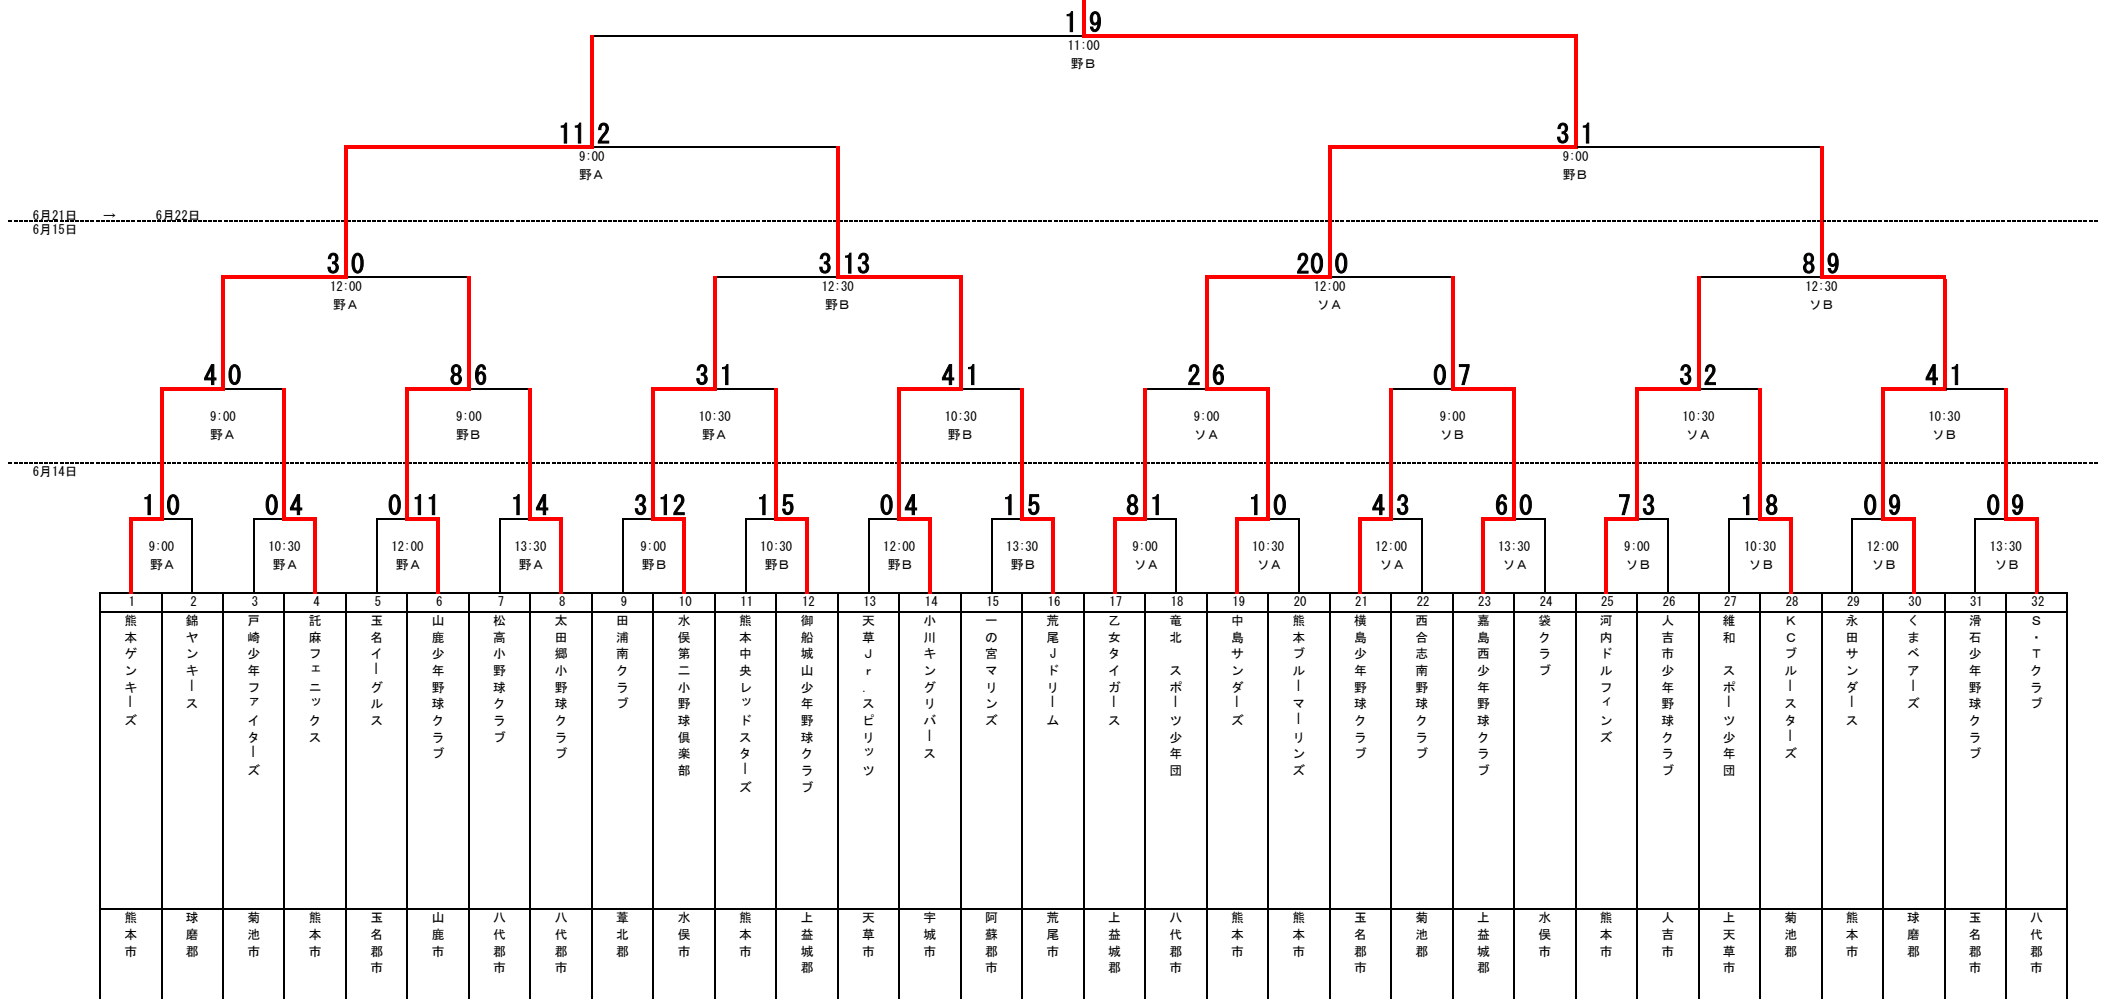 1 9
11:00
野B
11 2
9:00
野A
3 1
9:00
野B
6月21日 → 6月22日
6月15日
3 0
12:00
野A
3 13
12:30
野B
20 0
12:00
ソA
8 9
12:30
ソB
4 0
9:00
野A
8 6
9:00
野B
3 1
10:30
野A
4 1
10:30
野B
2 6
9:00
ソA
0 7
9:00
ソB
3 2
10:30
ソA
4 1
10:30
ソB
6月14日
1 0
9:00
野A
0 4
10:30
野A
0 11
12:00
野A
1 4
13:30
野A
3 12
9:00
野B
1 5
10:30
野B
0 4
12:00
野B
1 5
13:30
野B
8 1
9:00
ソA
1 0
10:30
ソA
4 3
12:00
ソA
6 0
13:30
ソA
7 3
9:00
ソB
1 8
10:30
ソB
0 9
12:00
ソB
0 9
13:30
ソB
1
熊本ゲンキーズ
熊本市
2
錦ヤンキース
球磨郡
3
戸崎少年ファイターズ
菊池市
4
託麻フェニックス
熊本市
5
玉名イーグルス
玉名郡市
6
山鹿少年野球クラブ
山鹿市
7
松高小野球クラブ
八代郡市
8
太田郷小野球クラブ
八代郡市
9
田浦南クラブ
葦北郡
10
水俣第二小野球倶楽部
水俣市
11
熊本中央レッドスターズ
熊本市
12
御船城山少年野球クラブ
上益城郡
13
天草Jr.スピリッツ
天草市
14
小川キングリバース
宇城市
15
一の宮マリンズ
阿蘇郡市
16
荒尾Jドリーム
荒尾市
17
乙女タイガース
上益城郡
18
竜北 スポーツ少年団
八代郡市
19
中島サンダーズ
熊本市
20
熊本ブルーマーリンズ
熊本市
21
横島少年野球クラブ
玉名郡市
22
西合志南野球クラブ
菊池郡
23
嘉島西少年野球クラブ
上益城郡
24
袋クラブ
水俣市
25
河内ドルフィンズ
熊本市
26
人吉市少年野球クラブ
人吉市
27
維和 スポーツ少年団
上天草市
28
KCブルースターズ
菊池郡
29
永田サンダース
熊本市
30
くまベアーズ
球磨郡
31
滑石少年野球クラブ
玉名郡市
32
S・Tクラブ
八代郡市